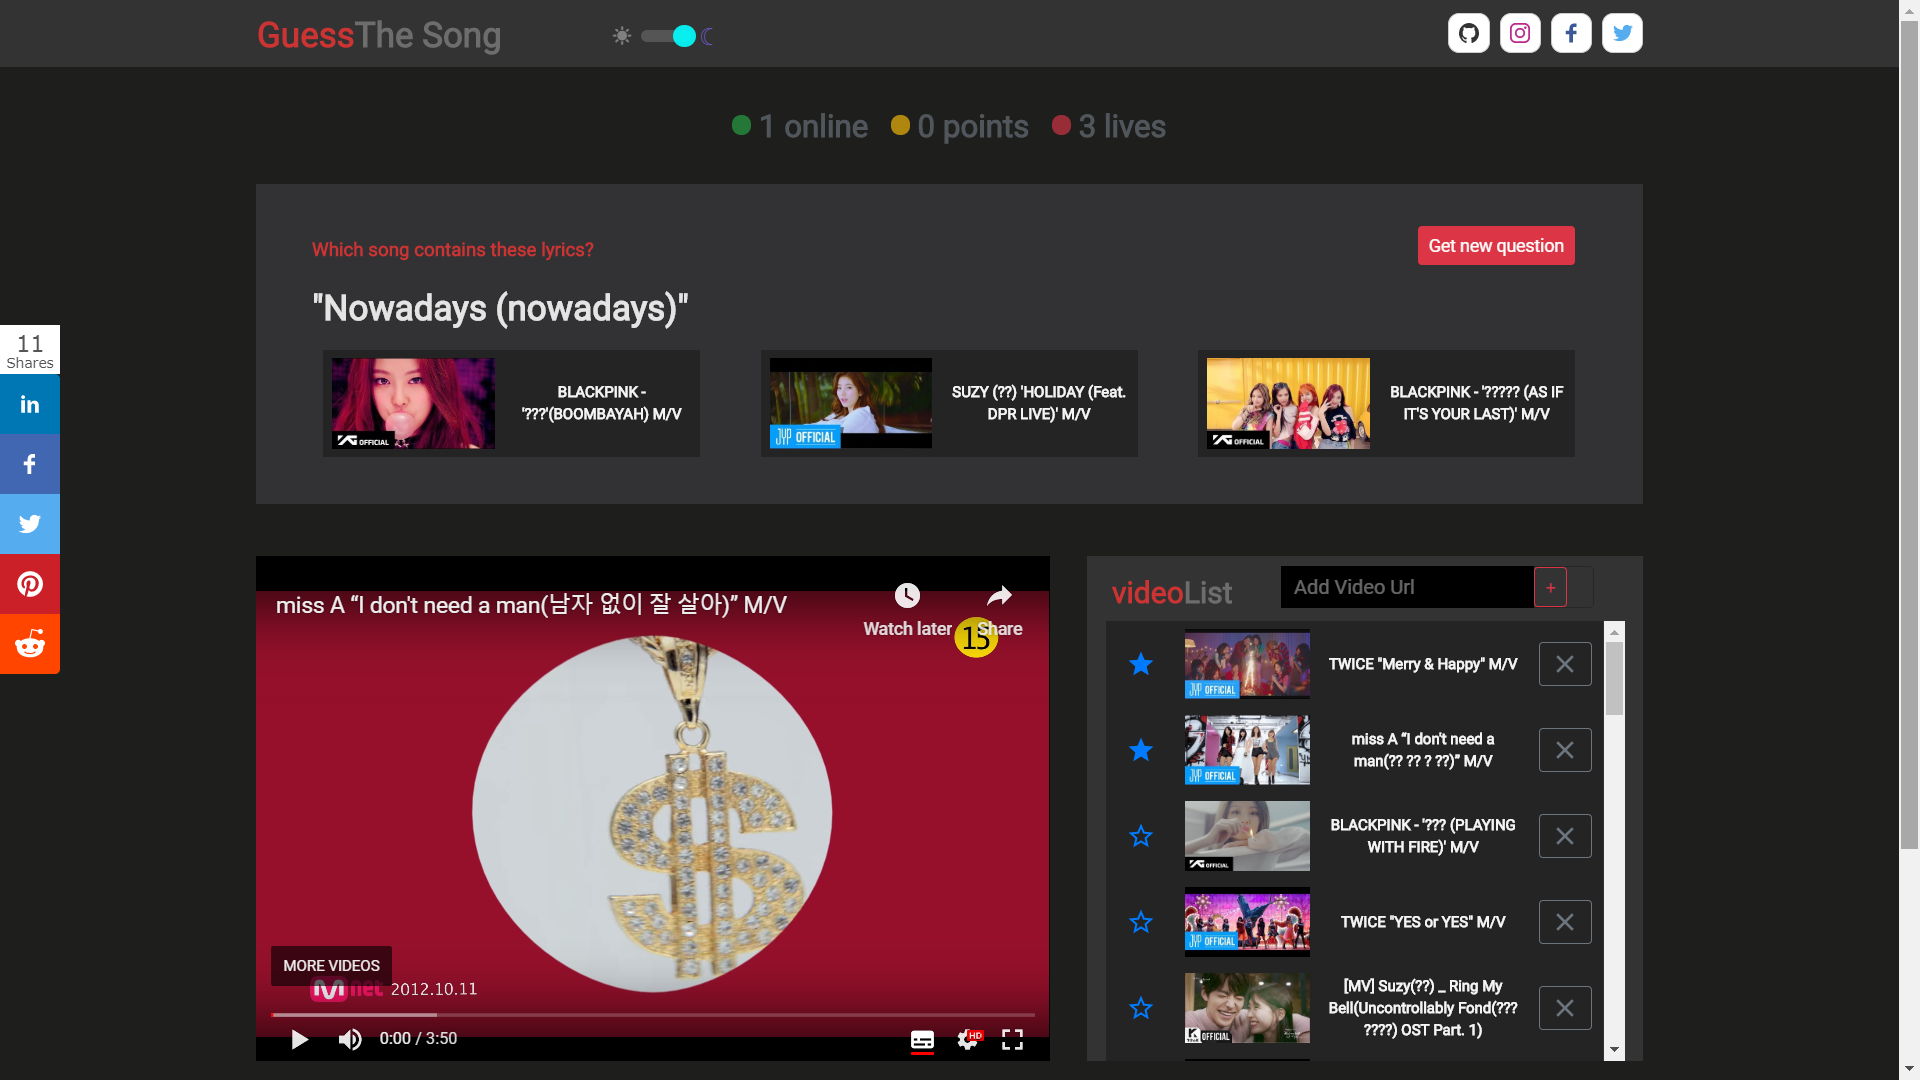 GuessThe Song
1 online 0 points 3 lives
Which song contains these lyrics?
Get new question
"Nowadays (nowadays)"
BLACKPINK -
'???'(BOOMBAYAH) M/V
YG OFFICIAL
SUZY (??) 'HOLIDAY (Feat.
DPR LIVE)' M/V
JYP OFFICIAL
BLACKPINK - '????? (AS IF
IT'S YOUR LAST)' M/V
YG OFFICIAL
11
Shares
in
miss A “I don't need a man(남자 없이 잘 살아)” M/V
Watch later
Share
15
MORE VIDEOS
Mnet 2012.10.11
0:00 / 3:50
HD
videoList
Add Video Url
+
TWICE "Merry & Happy" M/V
JYP OFFICIAL
miss A “I don't need a
man(?? ?? ? ??)” M/V
JYP OFFICIAL
BLACKPINK - '??? (PLAYING
WITH FIRE)' M/V
YG OFFICIAL
TWICE "YES or YES" M/V
JYP OFFICIAL
[MV] Suzy(??) _ Ring My
Bell(Uncontrollably Fond(???
????) OST Part. 1)
OFFICIAL